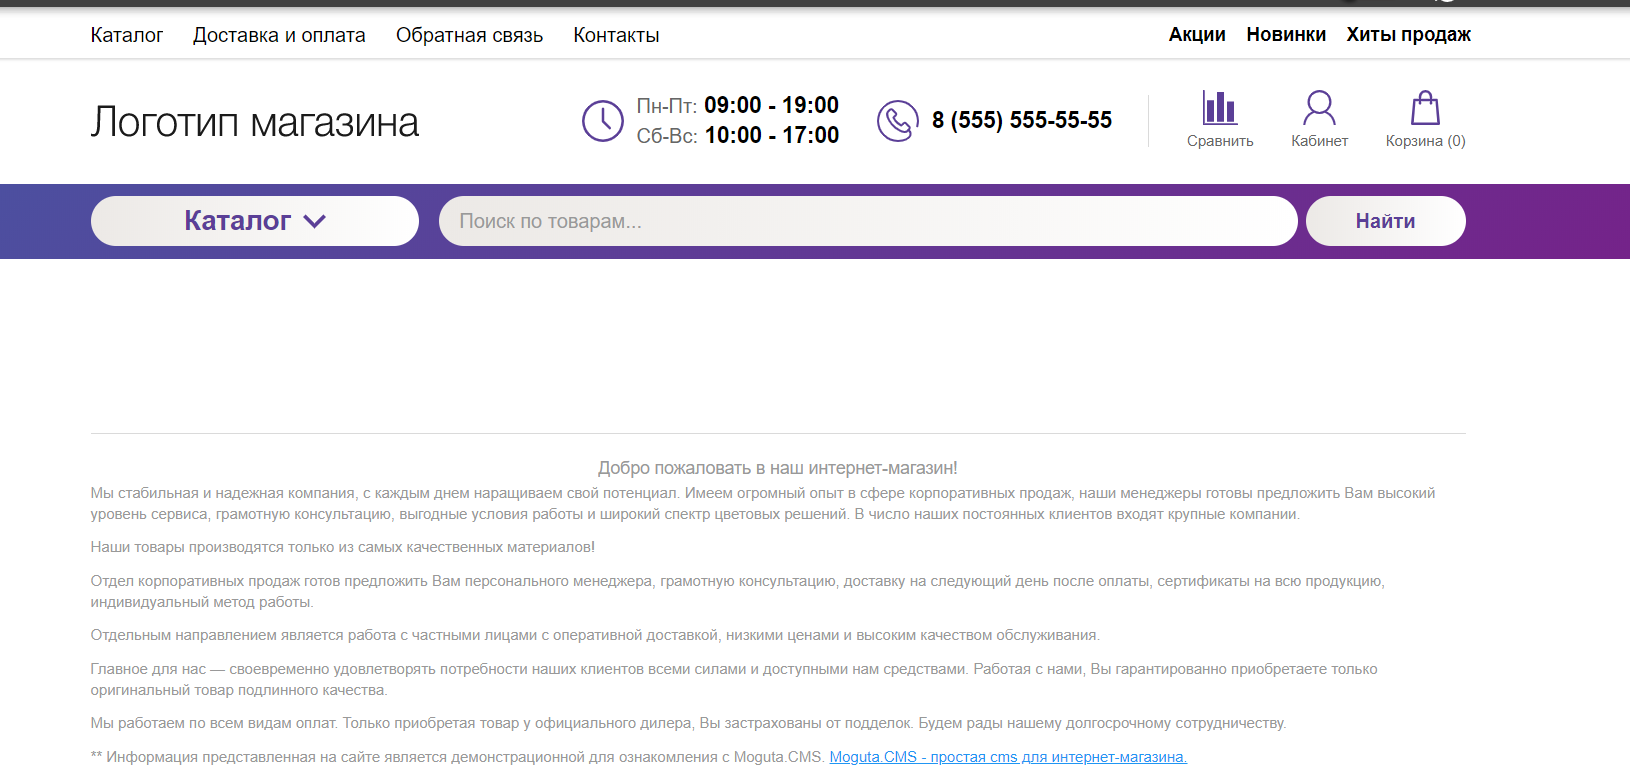 Каталог Доставка и оплата Обратная связь Контакты Акции Новинки Хиты продаж
Логотип магазина
Пн-Пт: 09:00 - 19:00
Сб-Вс: 10:00 - 17:00
8 (555) 555-55-55
Сравнить Кабинет Корзина (0)
Каталог Поиск по товарам... Найти
Добро пожаловать в наш интернет-магазин!
Мы стабильная и надежная компания, с каждым днем наращиваем свой потенциал. Имеем огромный опыт в сфере корпоративных продаж, наши менеджеры готовы предложить Вам высокий
уровень сервиса, грамотную консультацию, выгодные условия работы и широкий спектр цветовых решений. В число наших постоянных клиентов входят крупные компании.
Наши товары производятся только из самых качественных материалов!
Отдел корпоративных продаж готов предложить Вам персонального менеджера, грамотную консультацию, доставку на следующий день после оплаты, сертификаты на всю продукцию,
индивидуальный метод работы.
Отдельным направлением является работа с частными лицами с оперативной доставкой, низкими ценами и высоким качеством обслуживания.
Главное для нас — своевременно удовлетворять потребности наших клиентов всеми силами и доступными нам средствами. Работая с нами, Вы гарантированно приобретаете только
оригинальный товар подлинного качества.
Мы работаем по всем видам оплат. Только приобретая товар у официального дилера, Вы застрахованы от подделок. Будем рады нашему долгосрочному сотрудничеству.
** Информация представленная на сайте является демонстрационной для ознакомления с Moguta.CMS. Moguta.CMS - простая cms для интернет-магазина.